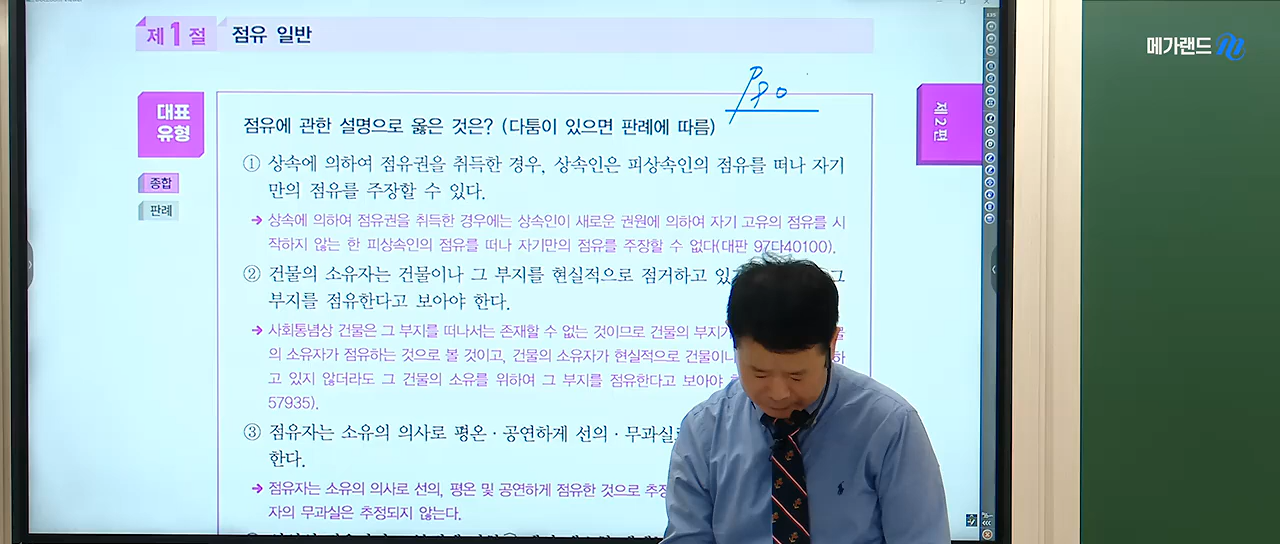 제1절 점유 일반
메가랜드
대표
유형
종합
판례
제2편
점유에 관한 설명으로 옳은 것은? (다툼이 있으면 판례에 따름)
① 상속에 의하여 점유권을 취득한 경우, 상속인은 피상속인의 점유를 떠나 자기
만의 점유를 주장할 수 있다.
→ 상속에 의하여 점유권을 취득한 경우에는 상속인이 새로운 권원에 의하여 자기 고유의 점유를 시
작하지 않는 한 피상속인의 점유를 떠나 자기만의 점유를 주장할 수 없다(대판 97다40100).
② 건물의 소유자는 건물이나 그 부지를 현실적으로 점거하고 그
부지를 점유한다고 보아야 한다.
→ 사회통념상 건물은 그 부지를 떠나서는 존재할 수 없는 것이므로 건물의
의 소유자가 점유하는 것으로 볼 것이고, 건물의 소유자가 현실적으로 하
고 있지 않더라도 그 건물의 소유를 위하여 그 부지를 점유한다고 보아야
57935).
③ 점유자는 소유의 의사로 평온·공연하게 선의·
한다.
→ 점유자는 소유의 의사로 선의, 평온 및 공연하게 점유한 것으로
자의 무과실은 추정되지 않는다.